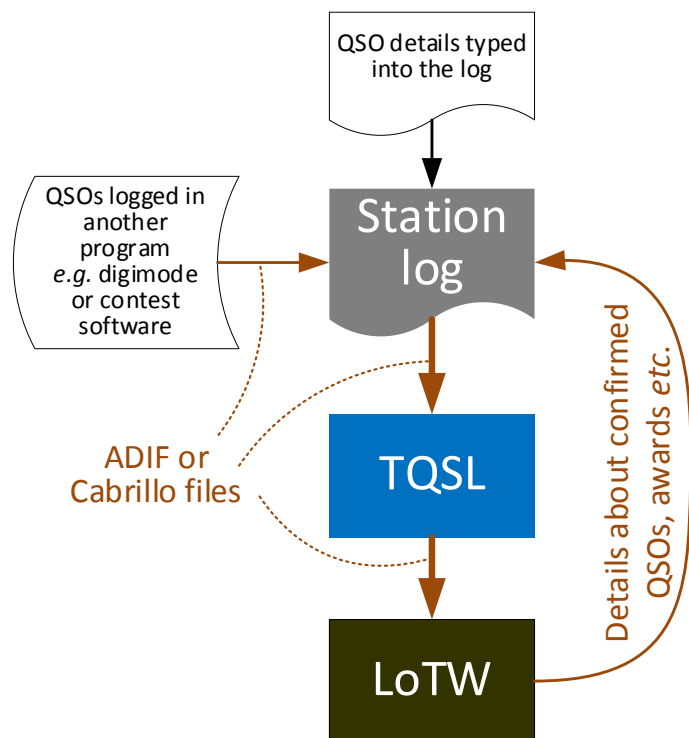 QSO details typed
into the log
QSOs logged in
another
program
e.g. digimode
or contest
software
Station
log
ADIF or
Cabrillo files
TQSL
LoTW
Details about confirmed
QSOs, awards etc.